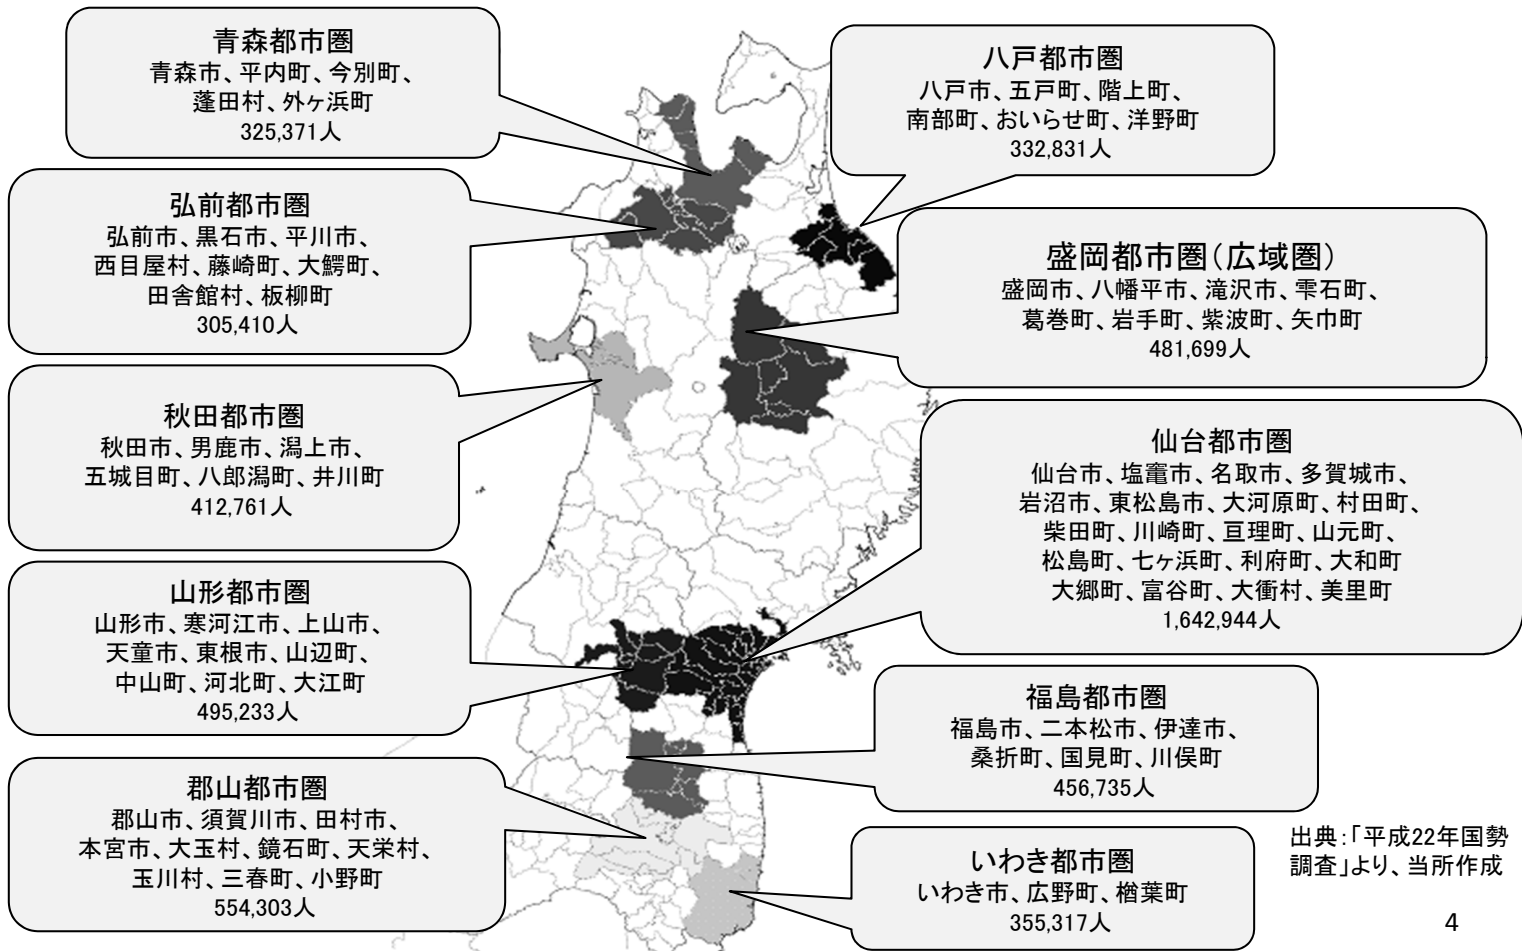 青森都市圏
青森市、平内町、今別町、
蓬田村、外ヶ浜町
325,371人
八戸都市圏
八戸市、五戸町、階上町、
南部町、おいらせ町、洋野町
332,831人
弘前都市圏
弘前市、黒石市、平川市、
西目屋村、藤崎町、大鰐町、
田舎館村、板柳町
305,410人
盛岡都市圏(広域圏)
盛岡市、八幡平市、滝沢市、雫石町、
葛巻町、岩手町、紫波町、矢巾町
481,699人
秋田都市圏
秋田市、男鹿市、潟上市、
五城目町、八郎潟町、井川町
412,761人
仙台都市圏
仙台市、塩竈市、名取市、多賀城市、
岩沼市、東松島市、大河原町、村田町、
柴田町、川崎町、亘理町、山元町、
松島町、七ヶ浜町、利府町、大和町
大郷町、富谷町、大衡村、美里町
1,642,944人
山形都市圏
山形市、寒河江市、上山市、
天童市、東根市、山辺町、
中山町、河北町、大江町
495,233人
福島都市圏
福島市、二本松市、伊達市、
桑折町、国見町、川俣町
456,735人
郡山都市圏
郡山市、須賀川市、田村市、
本宮市、大玉村、鏡石町、天栄村、
玉川村、三春町、小野町
554,303人
いわき都市圏
いわき市、広野町、楢葉町
355,317人
出典:「平成22年国勢
調査」より、当所作成
4